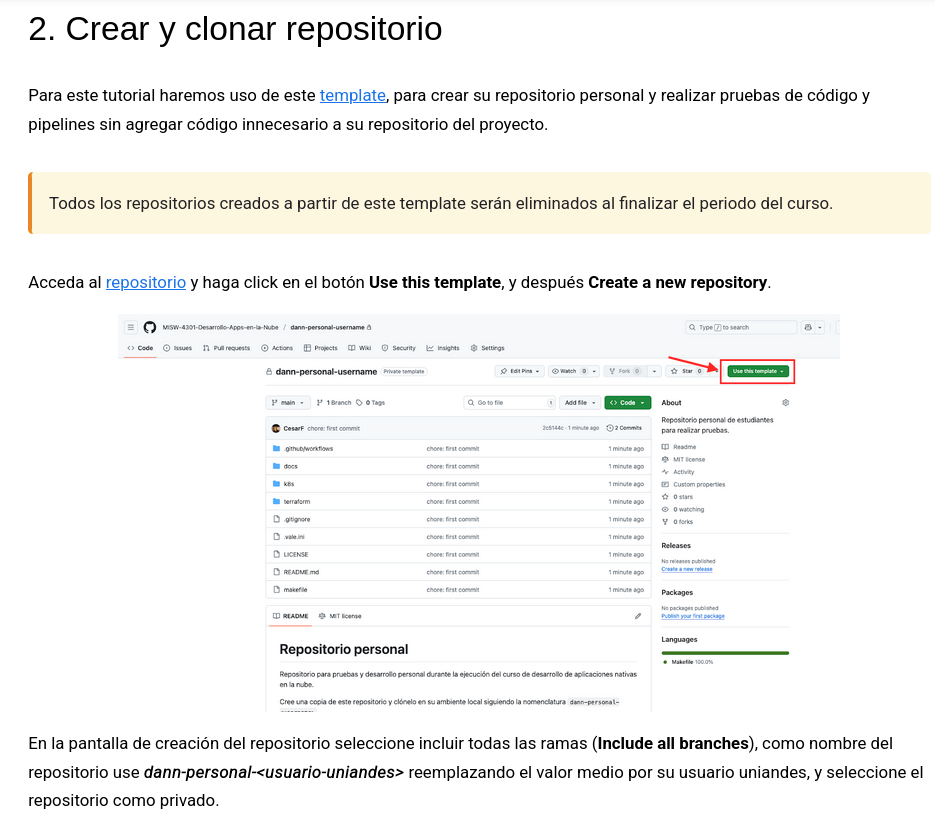 2. Crear y clonar repositorio
Para este tutorial haremos uso de este template, para crear su repositorio personal y realizar pruebas de código y
pipelines sin agregar código innecesario a su repositorio del proyecto.
Todos los repositorios creados a partir de este template serán eliminados al finalizar el periodo del curso.
Acceda al repositorio y haga click en el botón Use this template, y después Create a new repository.
MISW-4301-Desarrollo-Apps-en-la-Nube / dann-personal-username
Type / to search
Code Issues Pull requests Actions Projects Wiki Security Insights Settings
dann-personal-username Private template
Edit Pins Watch 0 Fork 0 Star 0 Use this template
main 1 Branch 0 Tags Go to file t Add file Code
CesarF chore: first commit 2c5144c · 1 minute ago 2 Commits
.github/workflows chore: first commit 1 minute ago
docs chore: first commit 1 minute ago
k8s chore: first commit 1 minute ago
terraform chore: first commit 1 minute ago
.gitignore chore: first commit 1 minute ago
.vale.ini chore: first commit 1 minute ago
LICENSE chore: first commit 1 minute ago
README.md chore: first commit 1 minute ago
makefile chore: first commit 1 minute ago
README MIT license
Repositorio personal
Repositorio para pruebas y desarrollo personal durante la ejecución del curso de desarrollo de aplicaciones nativas
en la nube.
Cree una copia de este repositorio y clónelo en su ambiente local siguiendo la nomenclatura dann-personal-
About
Repositorio personal de estudiantes
para realizar pruebas.
Readme
MIT license
Activity
Custom properties
0 stars
0 watching
0 forks
Releases
No releases published
Create a new release
Packages
No packages published
Publish your first package
Languages
Makefile 100.0%
En la pantalla de creación del repositorio seleccione incluir todas las ramas (Include all branches), como nombre del
repositorio use dann-personal-<usuario-uniandes> reemplazando el valor medio por su usuario uniandes, y seleccione el
repositorio como privado.